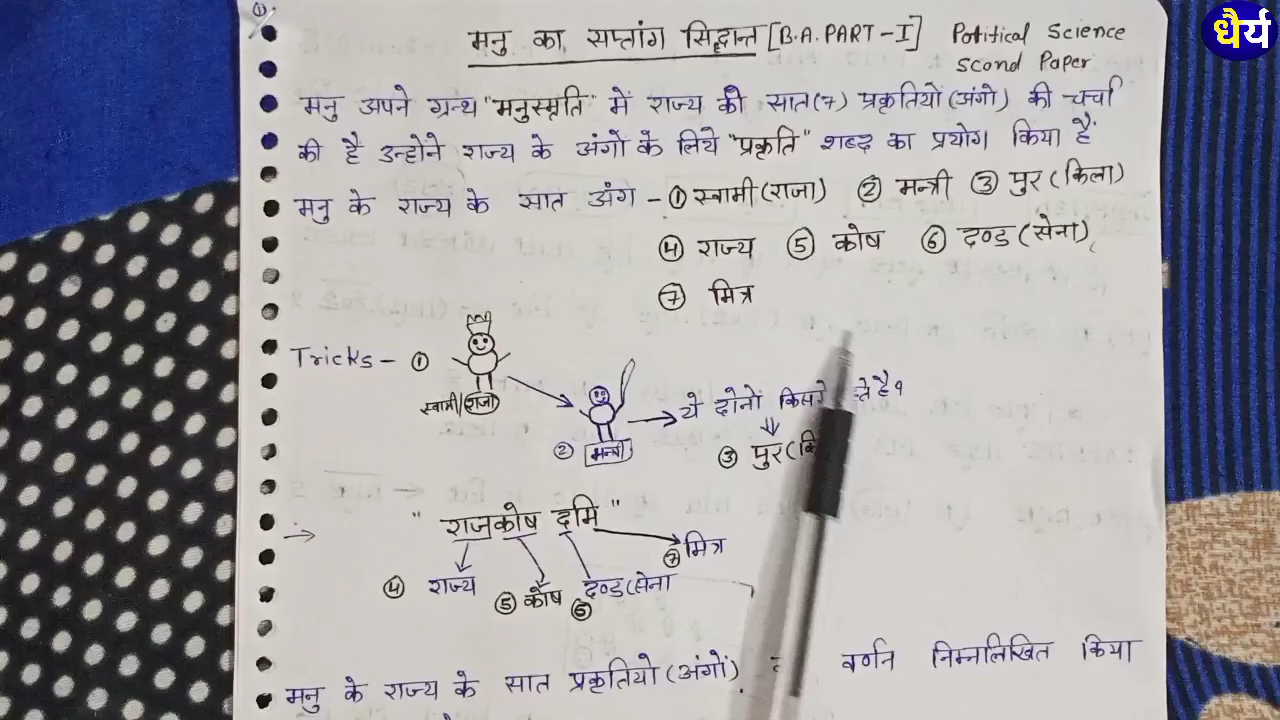 ①
धैर्य
मनु का सप्तांग सिद्धान्त [B.A.PART-I] Political Science
scond Paper
मनु अपने ग्रन्थ "मनुस्मृति" में राज्य की सात(7) प्रकृतियों (अंगो) की चर्चा
की है उन्होने राज्य के अंगो के लिये "प्रकृति" शब्द का प्रयोग किया है
मनु के राज्य के सात अंग - ① स्वामी (राजा) ② मन्त्री ③ पुर (किला)
④ राज्य ⑤ कोष ⑥ दण्ड (सेना)
⑦ मित्र
Tricks - ①
स्वामी/राजा
② मन्त्री
→ ये दोनों
③ पुर
" राजकोष दमि "
⑦ मित्र
④ राज्य ⑤ कोष ⑥ दण्ड(सेना
मनु के राज्य के सात प्रकृतियो (अंगों) वर्णन निम्नलिखित किया